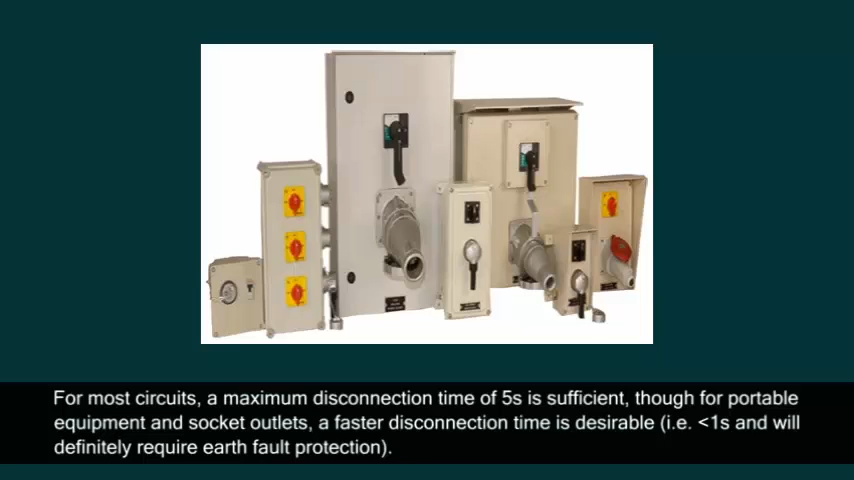 For most circuits, a maximum disconnection time of 5s is sufficient, though for portable
equipment and socket outlets, a faster disconnection time is desirable (i.e. <1s and will
definitely require earth fault protection).